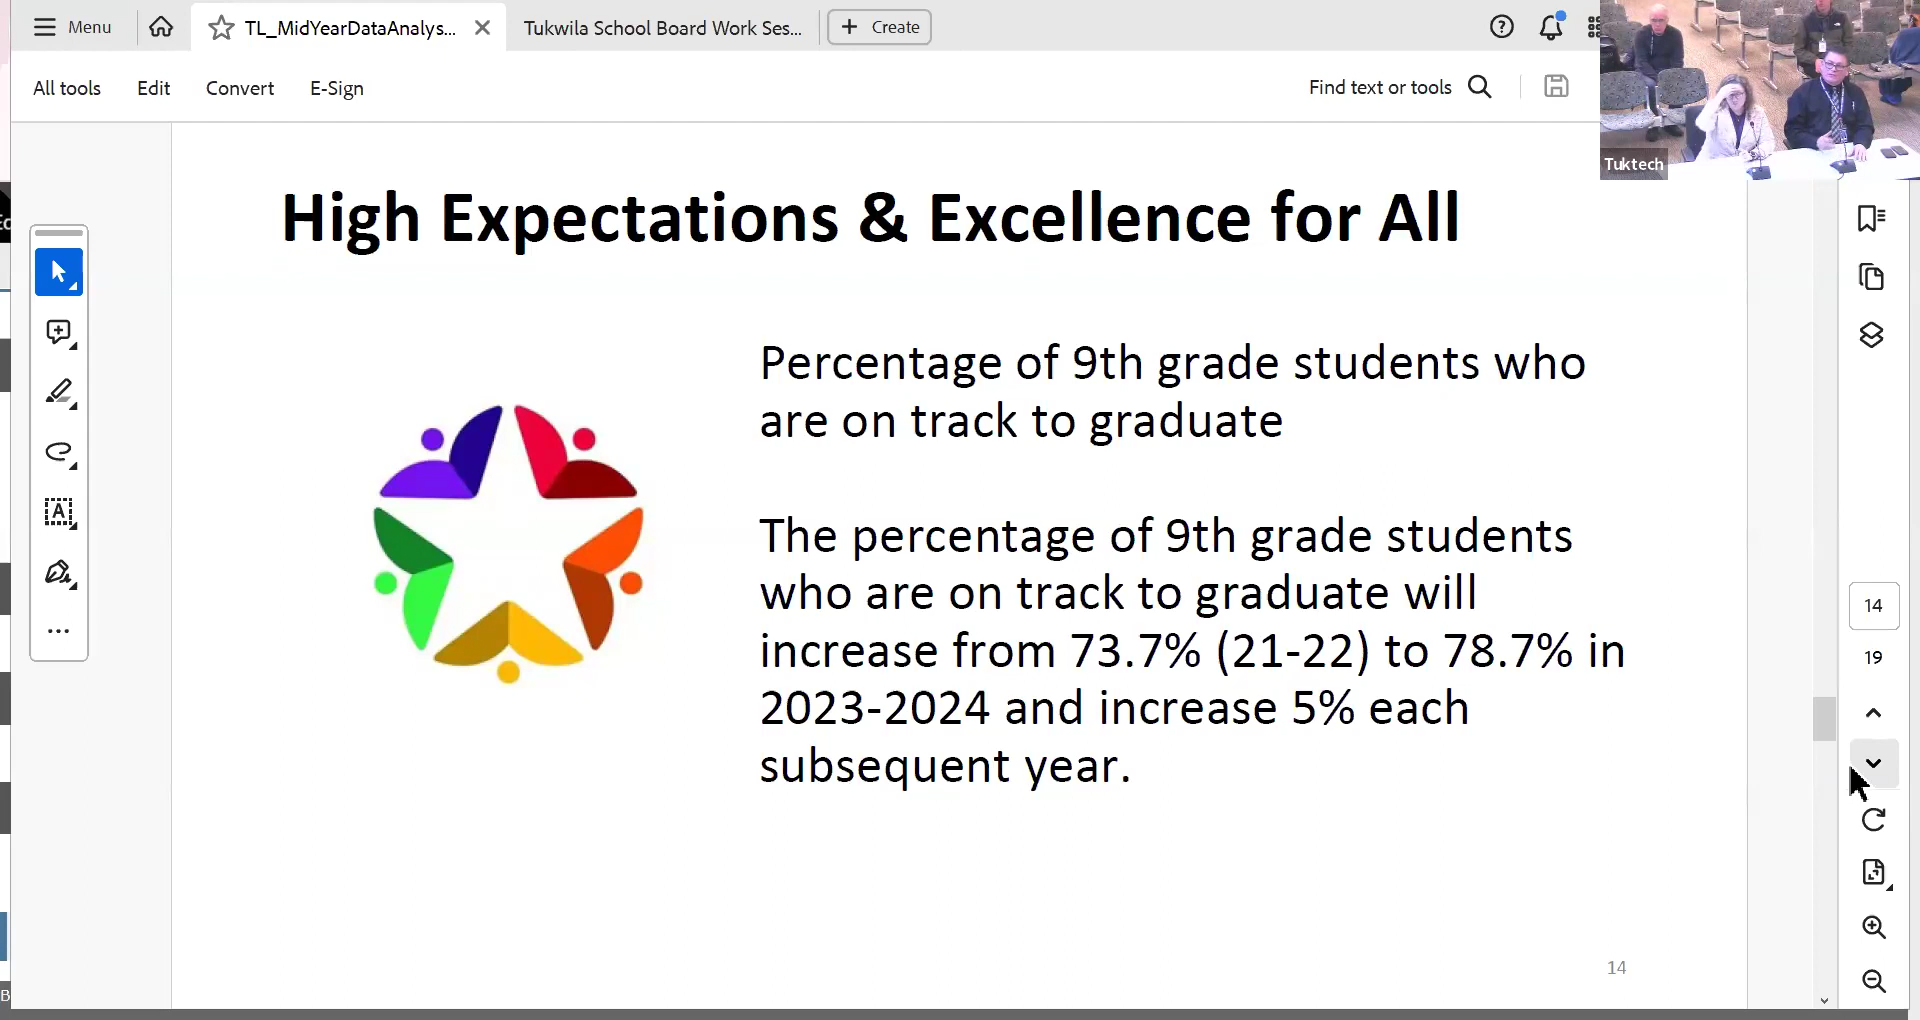 Menu
TL_MidYearDataAnalys...
Tukwila School Board Work Ses...
Create
All tools
Edit
Convert
E-Sign
Find text or tools
Tuktech
High Expectations & Excellence for All
Percentage of 9th grade students who
are on track to graduate
The percentage of 9th grade students
who are on track to graduate will
increase from 73.7% (21-22) to 78.7% in
2023-2024 and increase 5% each
subsequent year.
14
14
19